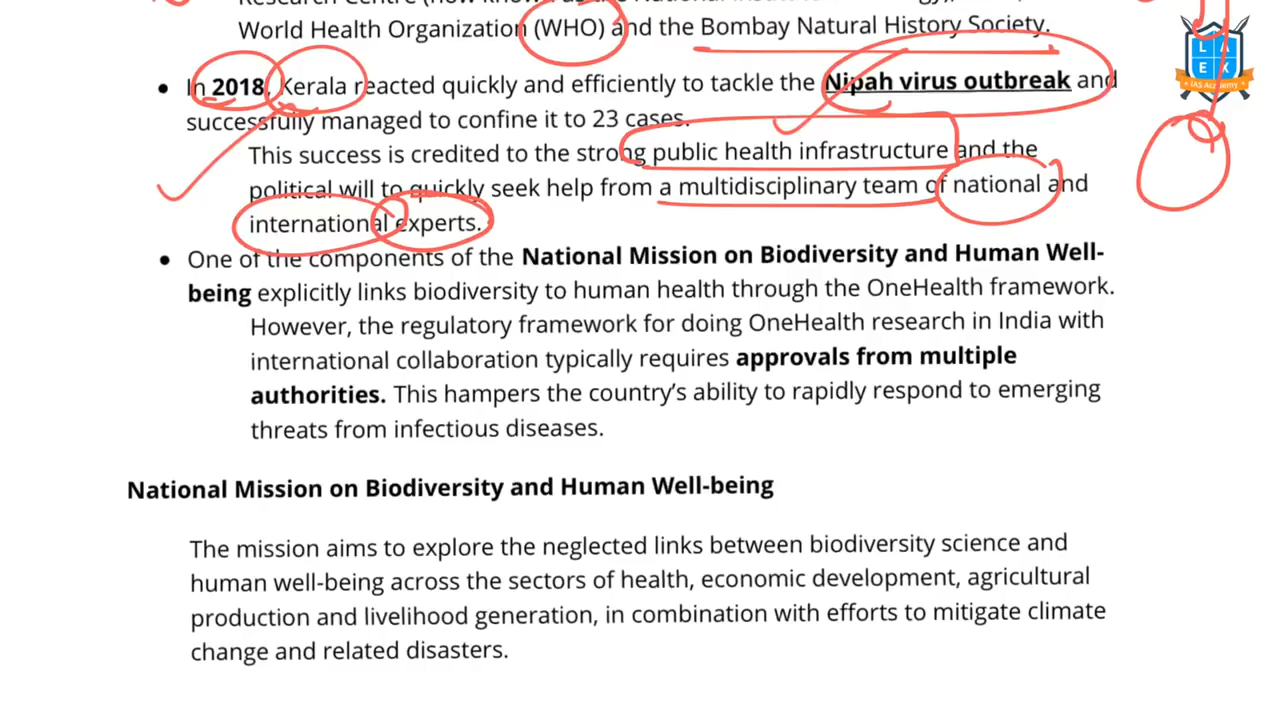 World Health Organization (WHO) and the Bombay Natural History Society.
L A
E X
IAS Academy
• In 2018, Kerala reacted quickly and efficiently to tackle the Nipah virus outbreak and
successfully managed to confine it to 23 cases.
This success is credited to the strong public health infrastructure and the
political will to quickly seek help from a multidisciplinary team of national and
international experts.
• One of the components of the National Mission on Biodiversity and Human Well-
being explicitly links biodiversity to human health through the OneHealth framework.
However, the regulatory framework for doing OneHealth research in India with
international collaboration typically requires approvals from multiple
authorities. This hampers the country's ability to rapidly respond to emerging
threats from infectious diseases.
National Mission on Biodiversity and Human Well-being
The mission aims to explore the neglected links between biodiversity science and
human well-being across the sectors of health, economic development, agricultural
production and livelihood generation, in combination with efforts to mitigate climate
change and related disasters.